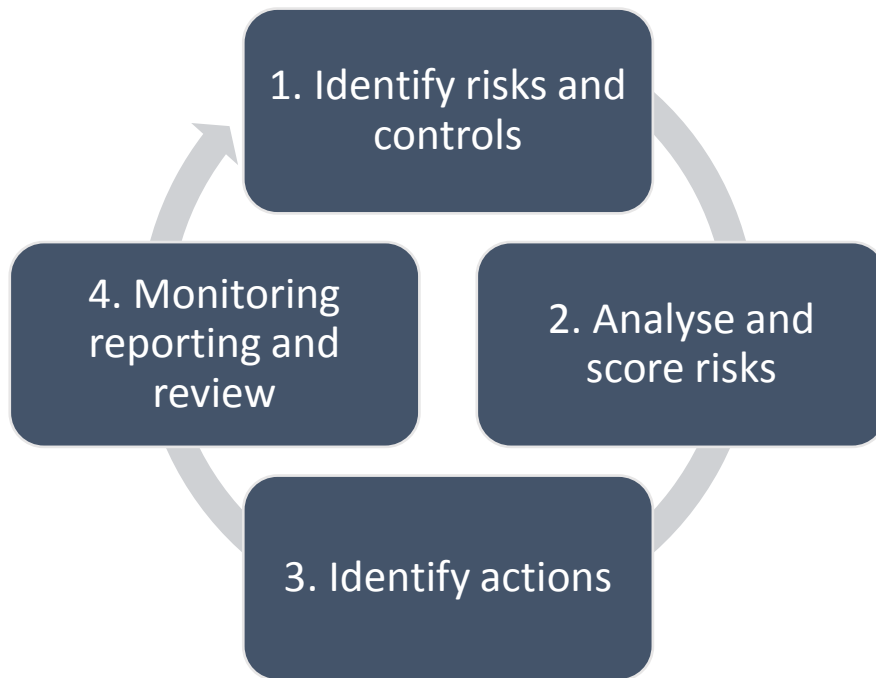 1. Identify risks and
controls
2. Analyse and
score risks
3. Identify actions
4. Monitoring
reporting and
review